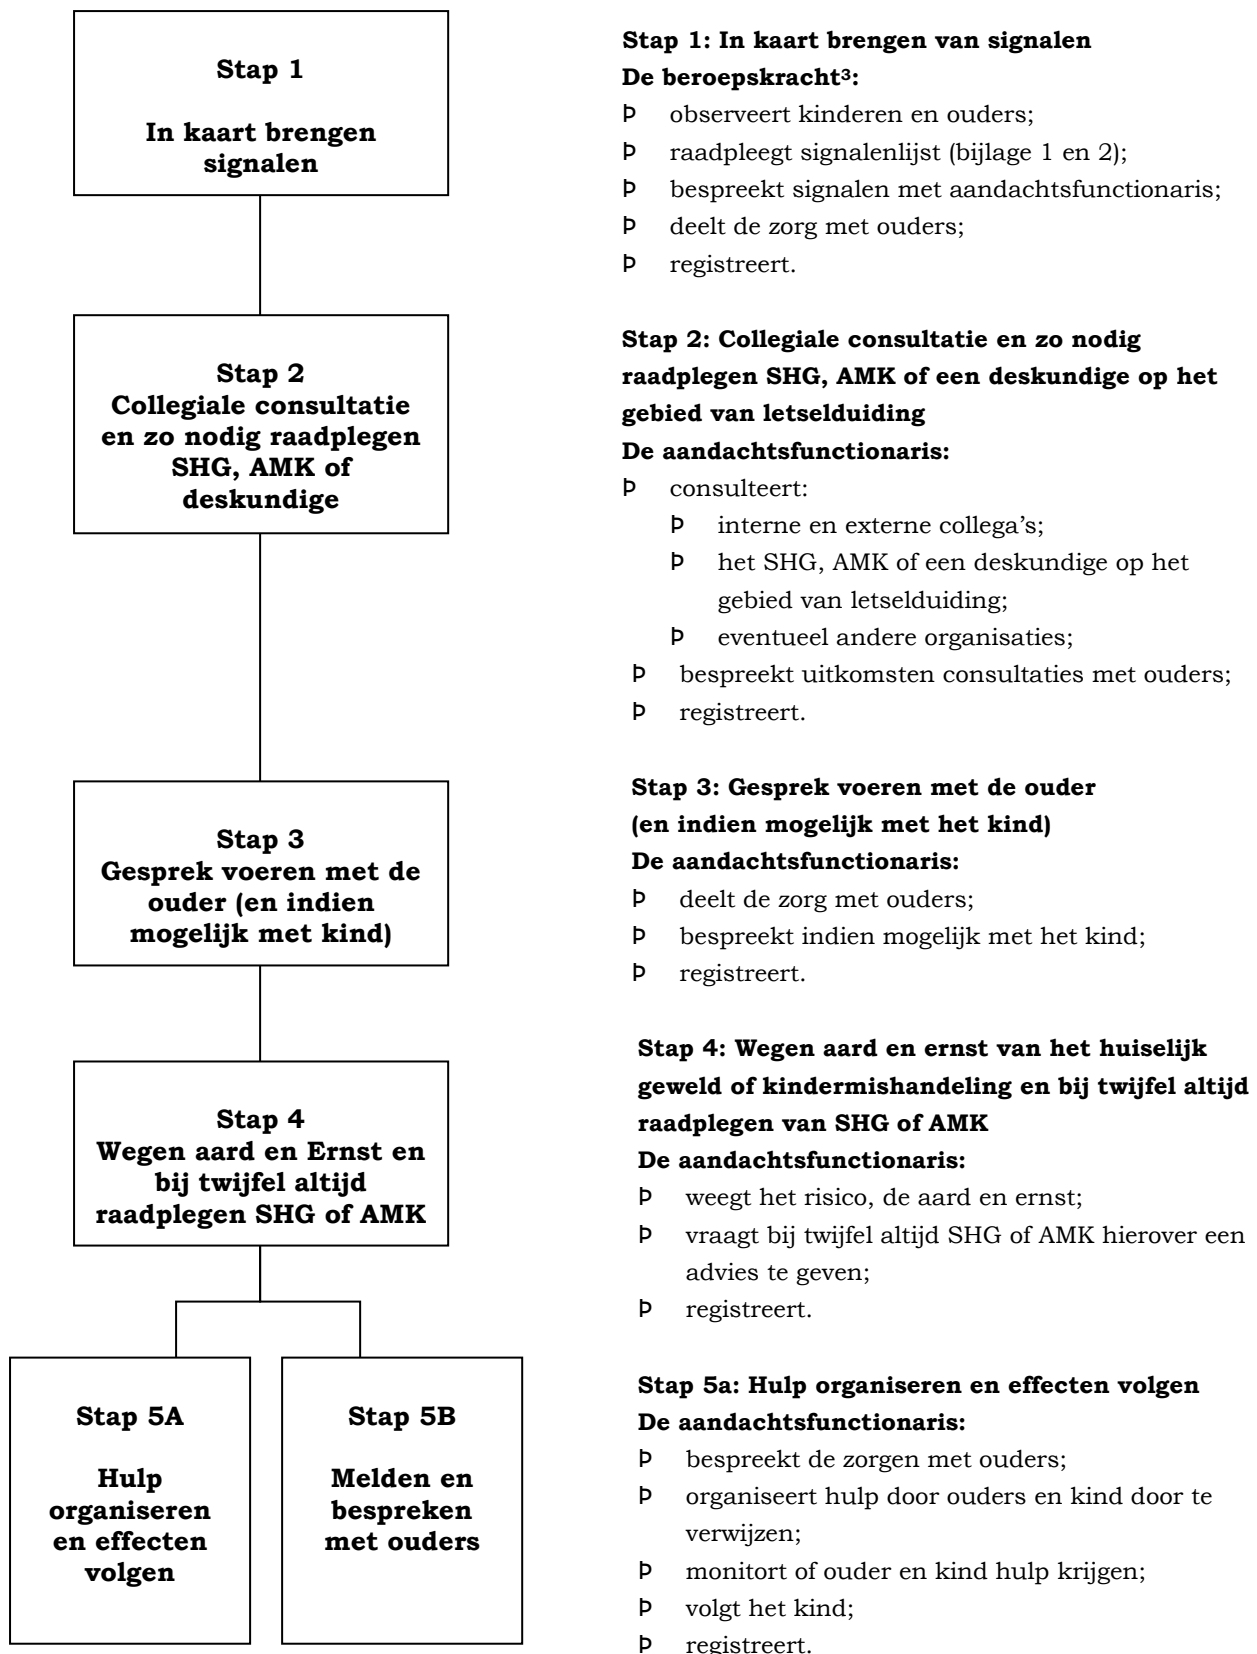 Stap 1
In kaart brengen
signalen
Stap 2
Collegiale consultatie
en zo nodig raadplegen
SHG, AMK of
deskundige
Stap 3
Gesprek voeren met de
ouder (en indien
mogelijk met kind)
Stap 4
Wegen aard en Ernst en
bij twijfel altijd
raadplegen SHG of AMK
Stap 5A
Hulp
organiseren
en effecten
volgen
Stap 5B
Melden en
bespreken
met ouders
Stap 1: In kaart brengen van signalen
De beroepskracht³:
Þ observeert kinderen en ouders;
Þ raadpleegt signalenlijst (bijlage 1 en 2);
Þ bespreekt signalen met aandachtsfunctionaris;
Þ deelt de zorg met ouders;
Þ registreert.
Stap 2: Collegiale consultatie en zo nodig
raadplegen SHG, AMK of een deskundige op het
gebied van letselduiding
De aandachtsfunctionaris:
Þ consulteert:
Þ interne en externe collega’s;
Þ het SHG, AMK of een deskundige op het
gebied van letselduiding;
Þ eventueel andere organisaties;
Þ bespreekt uitkomsten consultaties met ouders;
Þ registreert.
Stap 3: Gesprek voeren met de ouder
(en indien mogelijk met het kind)
De aandachtsfunctionaris:
Þ deelt de zorg met ouders;
Þ bespreekt indien mogelijk met het kind;
Þ registreert.
Stap 4: Wegen aard en ernst van het huiselijk
geweld of kindermishandeling en bij twijfel altijd
raadplegen van SHG of AMK
De aandachtsfunctionaris:
Þ weegt het risico, de aard en ernst;
Þ vraagt bij twijfel altijd SHG of AMK hierover een
advies te geven;
Þ registreert.
Stap 5a: Hulp organiseren en effecten volgen
De aandachtsfunctionaris:
Þ bespreekt de zorgen met ouders;
Þ organiseert hulp door ouders en kind door te
verwijzen;
Þ monitort of ouder en kind hulp krijgen;
Þ volgt het kind;
Þ registreert.